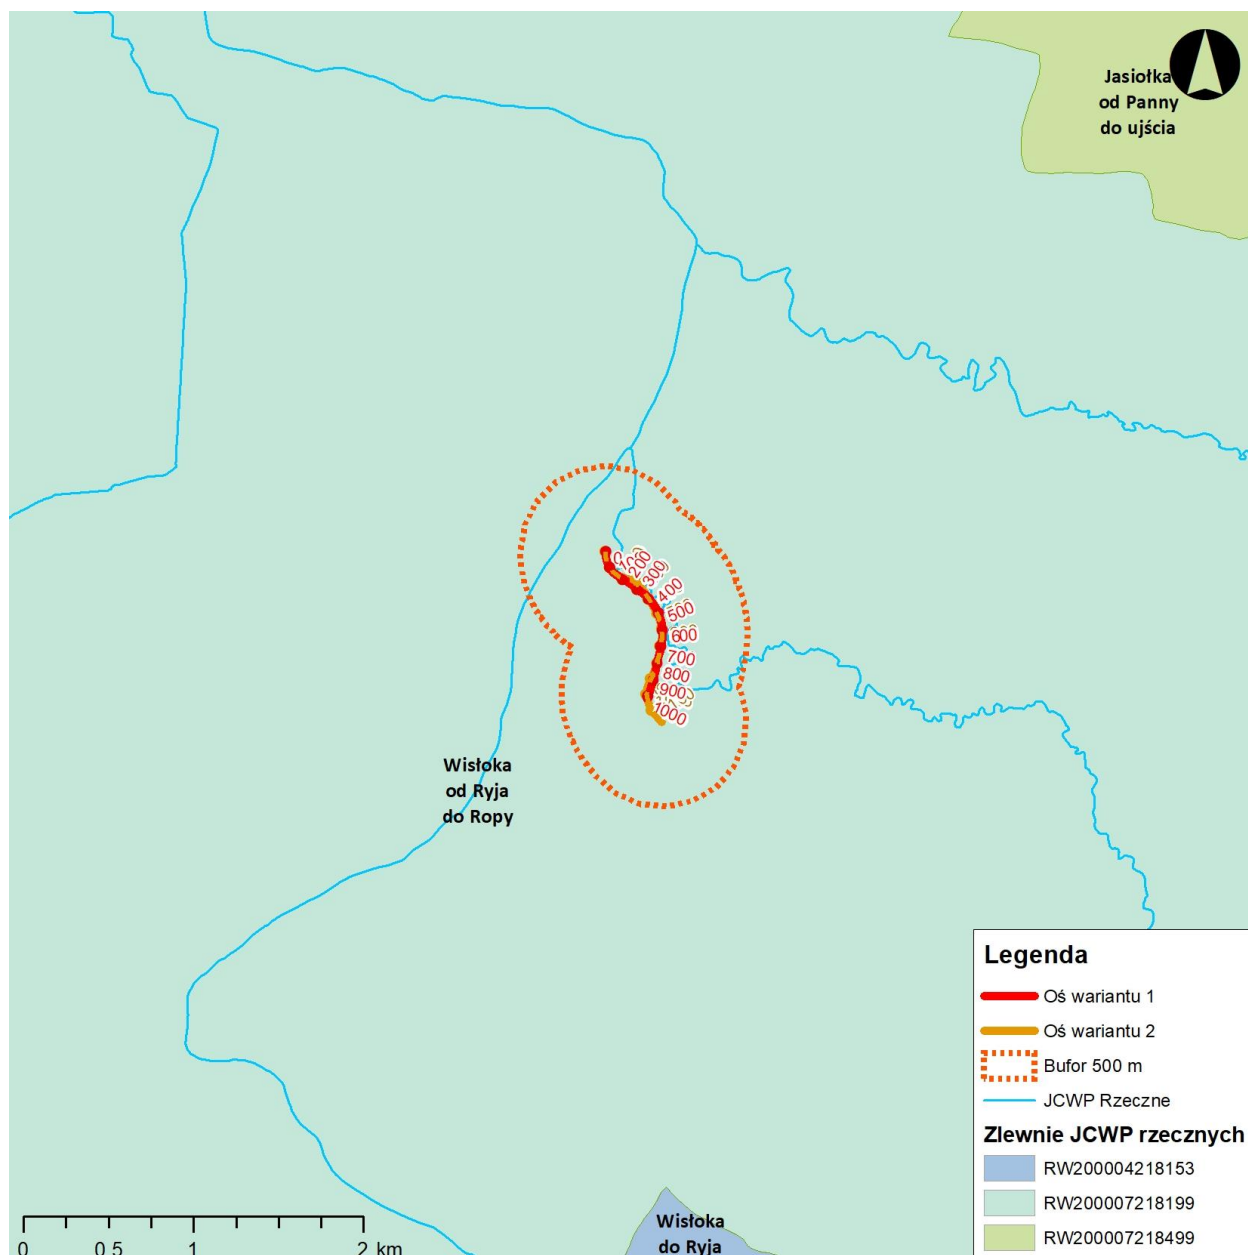 Jasiołka
od Panny
do ujścia
0
100
200
300
400
500
600
700
800
900
1000
Wisłoka
od Ryja
do Ropy
Legenda
Oś wariantu 1
Oś wariantu 2
Bufor 500 m
JCWP Rzeczne
Zlewnie JCWP rzecznych
RW200004218153
RW200007218199
RW200007218499
Wisłoka
do Ryja
0 0,5 1 2 km